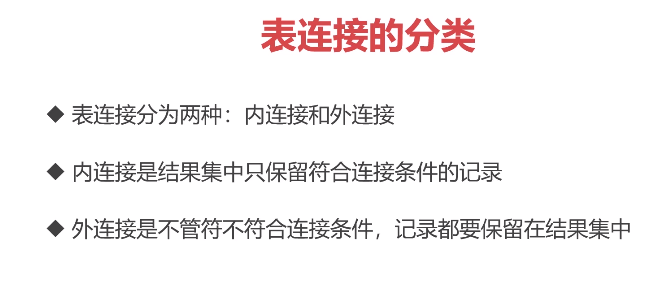 表连接的分类
◆ 表连接分为两种：内连接和外连接
◆ 内连接是结果集中只保留符合连接条件的记录
◆ 外连接是不管符不符合连接条件，记录都要保留在结果集中